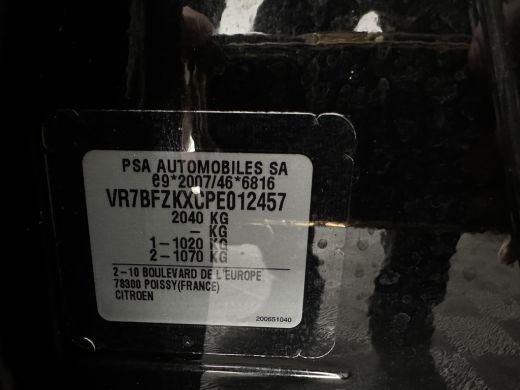 PSA AUTOMOBILES SA
e9*2007/46*6816
VR7BFZKXCPE012457
2040 KG
– KG
1–1020 KG
2–1070 KG
2–10 BOULEVARD DE L'EUROPE
78300 POISSY(FRANCE)
CITROEN
200651040